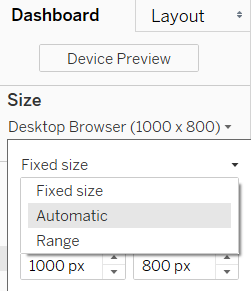 Dashboard Layout
Device Preview
Size
Desktop Browser (1000 x 800)
Fixed size
Fixed size
Automatic
Range
1000 px 800 px